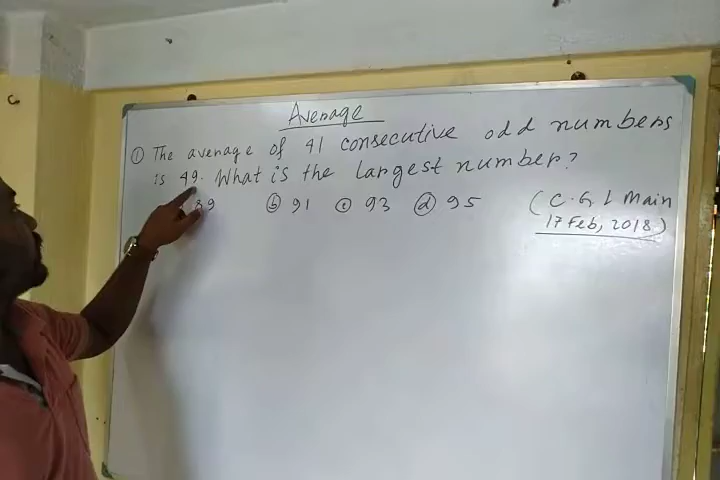 Average
① The average of 41 consecutive odd numbers
is 49. What is the largest number?
89 ⓑ 91 ⓒ 93 ⓓ 95
(C.G L Main
17 Feb, 2018)